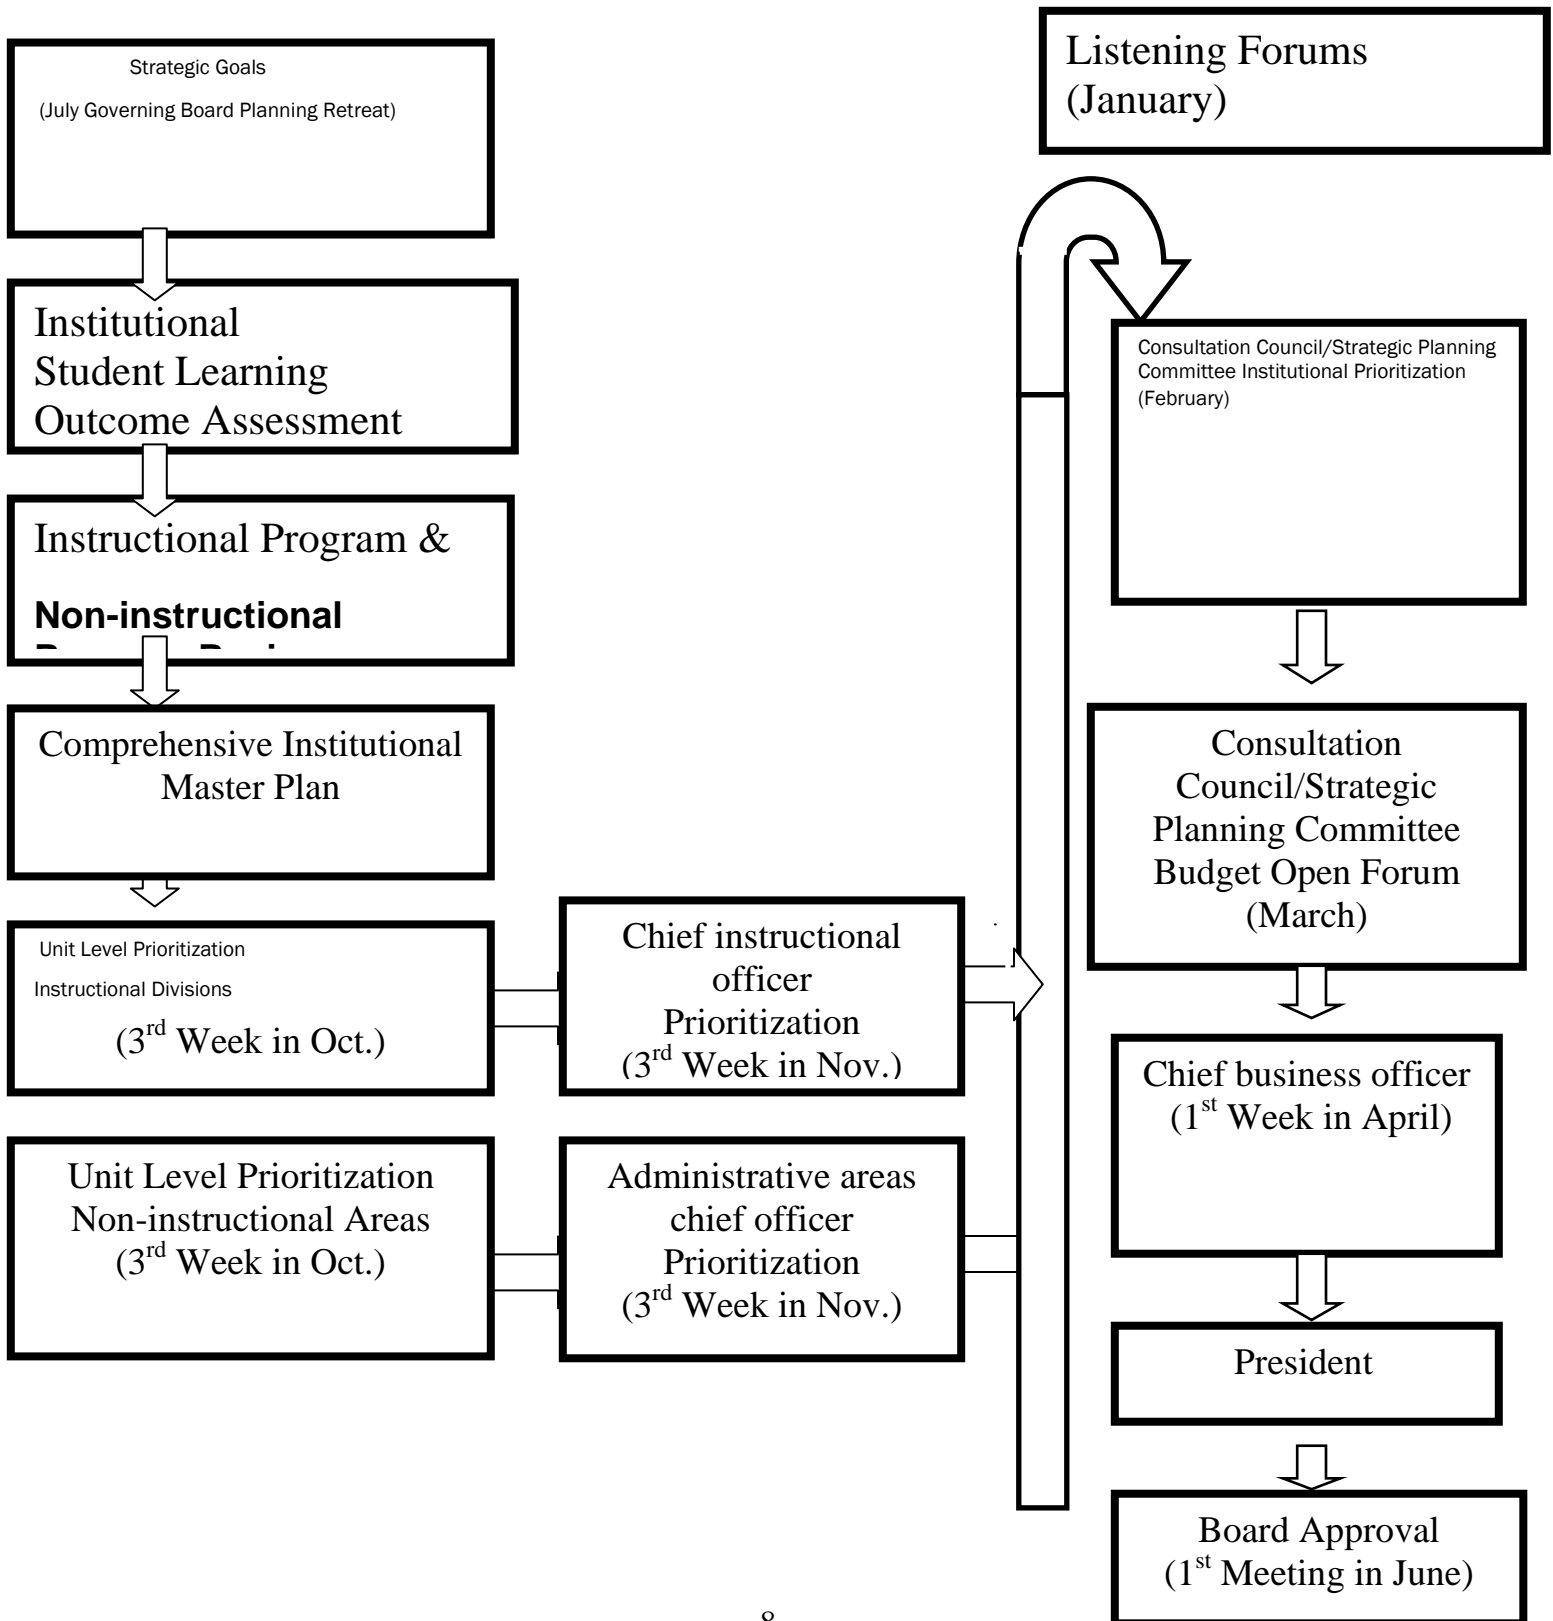 Strategic Goals
(July Governing Board Planning Retreat)
Institutional
Student Learning
Outcome Assessment
Instructional Program &
Non-instructional
Comprehensive Institutional
Master Plan
Unit Level Prioritization
Instructional Divisions
(3rd Week in Oct.)
Chief instructional
officer
Prioritization
(3rd Week in Nov.)
Unit Level Prioritization
Non-instructional Areas
(3rd Week in Oct.)
Administrative areas
chief officer
Prioritization
(3rd Week in Nov.)
Listening Forums
(January)
Consultation Council/Strategic Planning
Committee Institutional Prioritization
(February)
Consultation
Council/Strategic
Planning Committee
Budget Open Forum
(March)
Chief business officer
(1st Week in April)
President
Board Approval
(1st Meeting in June)
8